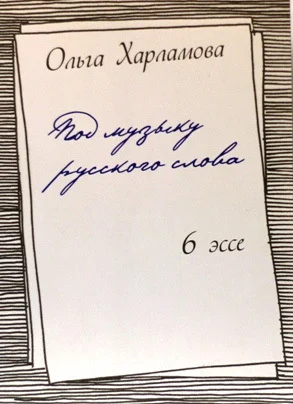 Ольга Харламова
Под музыку
русского слова
6 эссе